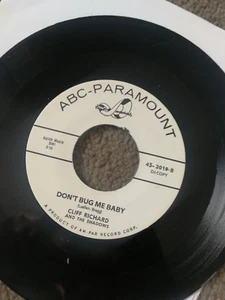 ABC-PARAMOUNT
45-3019-B
DJ-COPY
DON'T BUG ME BABY
CLIFF RICHARD
AND THE SHADOWS
A PRODUCT OF AM-PAR RECORD CORP.